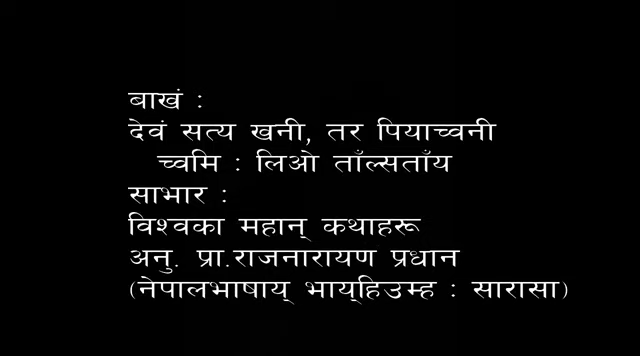 बाखं :
देवं सत्य खनी, तर पियाच्वनी
च्वमि : लिओ ताँल्सताँय
साभार :
विश्वका महान् कथाहरू
अनु. प्रा.राजनारायण प्रधान
(नेपालभाषाय् भाय्‌हिउम्ह : सारासा)